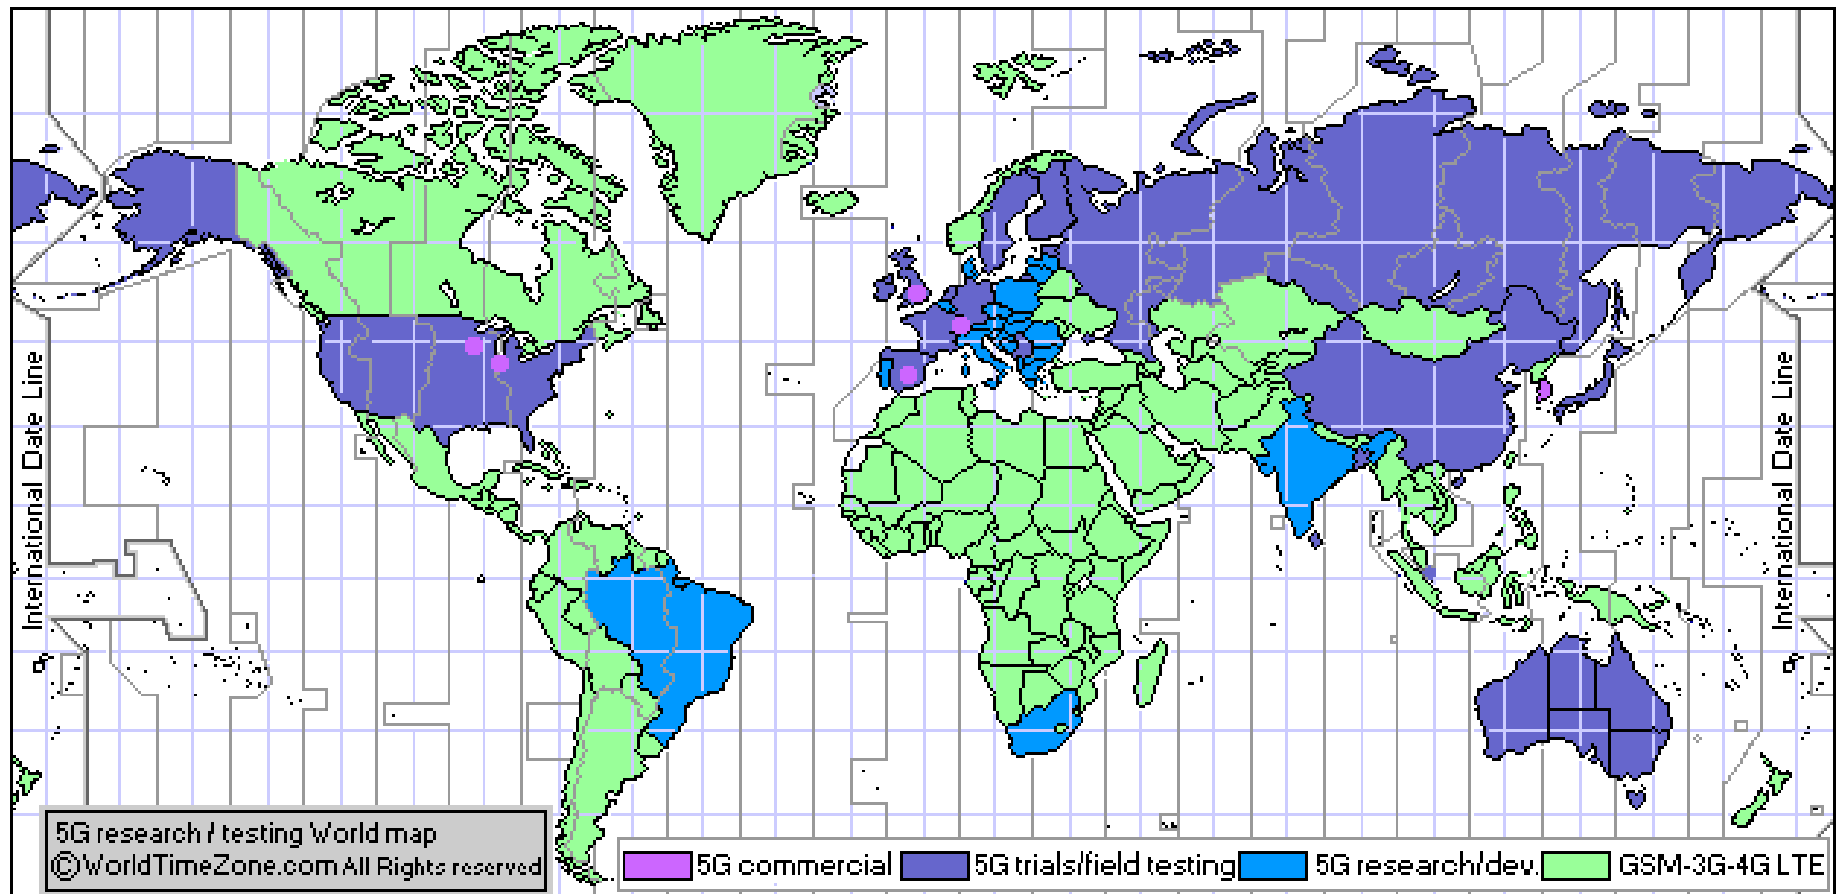 International Date Line
International Date Line
5G research / testing World map
©WorldTimeZone.com All Rights reserved
5G commercial 5G trials/field testing 5G research/dev. GSM-3G-4G LTE